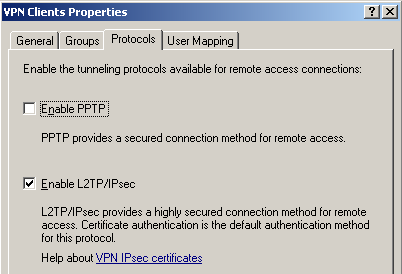 VPN Clients Properties
General Groups Protocols User Mapping
Enable the tunneling protocols available for remote access connections:
Enable PPTP
PPTP provides a secured connection method for remote access.
Enable L2TP/IPsec
L2TP/IPsec provides a highly secured connection method for remote
access. Certificate authentication is the default authentication method
for this protocol.
Help about VPN IPsec certificates